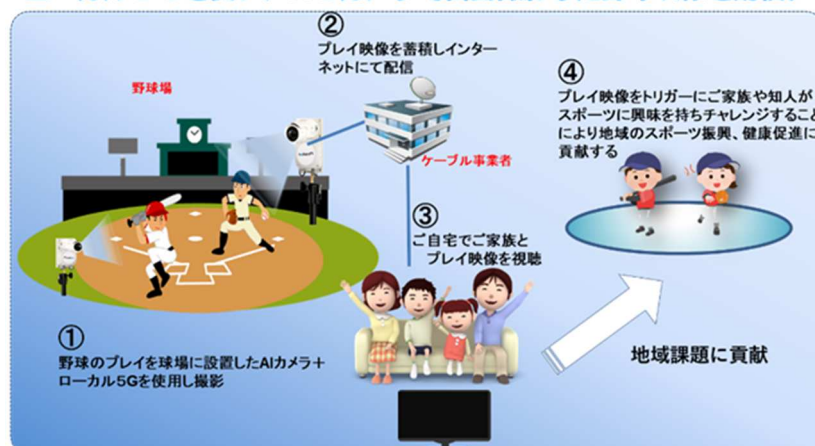 野球場
①
野球のプレイを球場に設置したAIカメラ＋
ローカル5Gを使用し撮影
②
プレイ映像を蓄積しインター
ネットにて配信
ケーブル事業者
③
ご自宅でご家族と
プレイ映像を視聴
④
プレイ映像をトリガーにご家族や知人が
スポーツに興味を持ちチャレンジすること
により地域のスポーツ振興、健康促進に
貢献する
地域課題に貢献